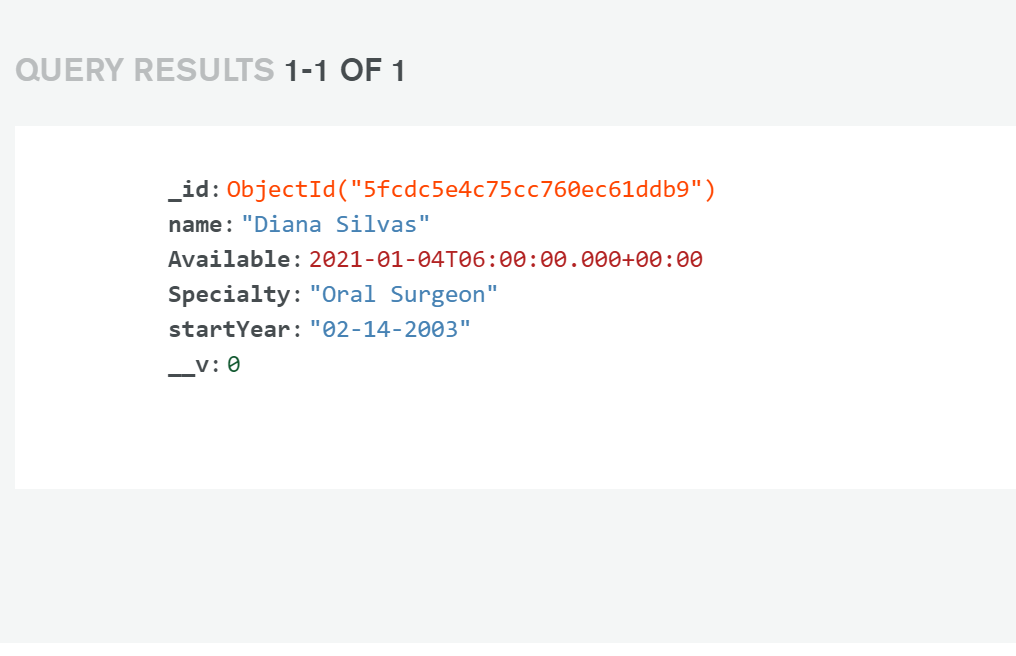 QUERY RESULTS 1-1 OF 1
_id: ObjectId("5fcdc5e4c75cc760ec61ddb9")
name: "Diana Silvas"
Available: 2021-01-04T06:00:00.000+00:00
Specialty: "Oral Surgeon"
startYear: "02-14-2003"
__v: 0